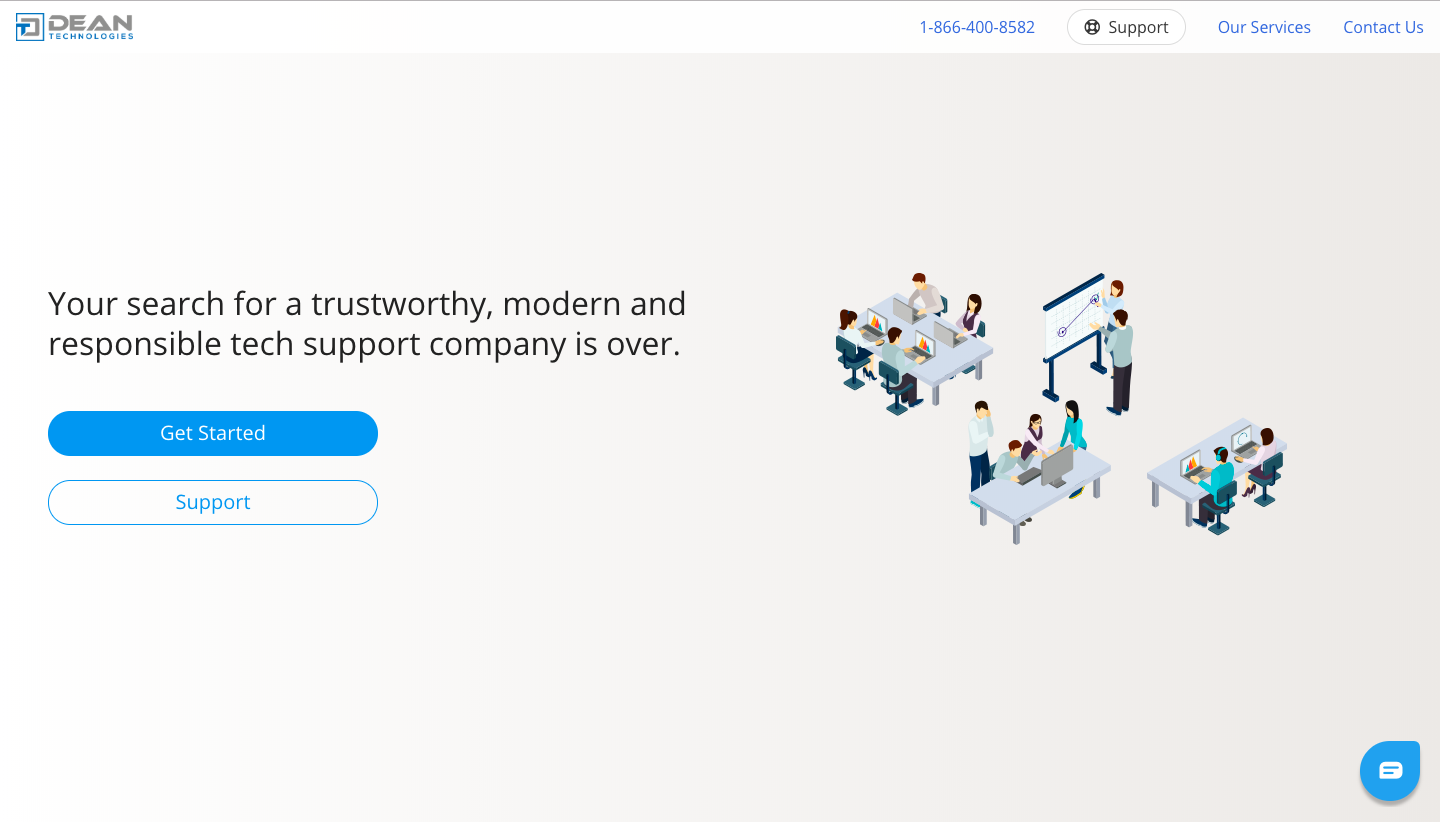 DEAN
TECHNOLOGIES
1-866-400-8582
Support
Our Services
Contact Us
Your search for a trustworthy, modern and
responsible tech support company is over.
Get Started
Support